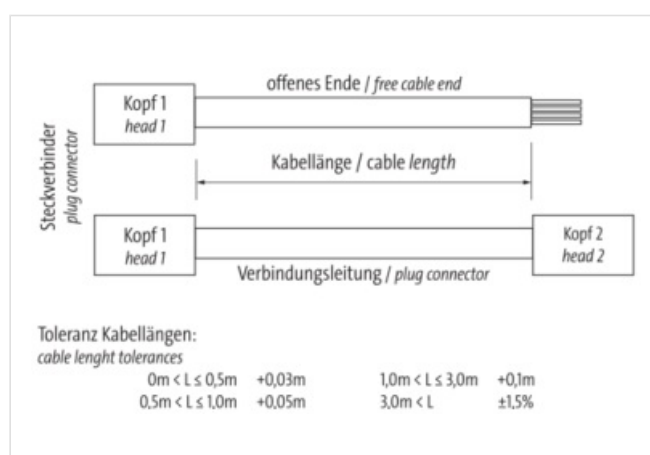 offenes Ende / free cable end
Kopf 1
head 1
Steckverbinder
plug connector
Kabellänge / cable length
Kopf 1
head 1
Kopf 2
head 2
Verbindungsleitung / plug connector
Toleranz Kabellängen:
cable lenght tolerances
0m < L ≤ 0,5m +0,03m 1,0m < L ≤ 3,0m +0,1m
0,5m < L ≤ 1,0m +0,05m 3,0m < L ±1,5%